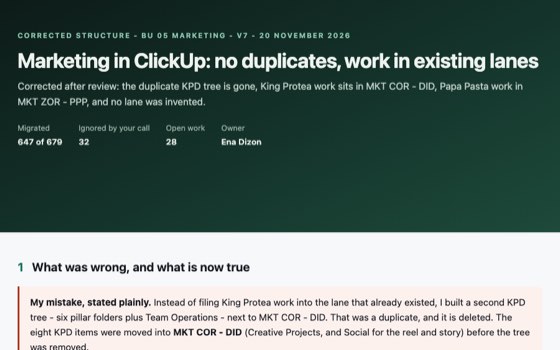 CORRECTED STRUCTURE - BU 05 MARKETING - V7 - 20 NOVEMBER 2026
Marketing in ClickUp: no duplicates, work in existing lanes
Corrected after review: the duplicate KPD tree is gone, King Protea work sits in MKT COR - DID, Papa Pasta work in
MKT ZOR - PPP, and no lane was invented.
Migrated Ignored by your call Open work Owner
647 of 679 32 28 Ena Dizon
1 What was wrong, and what is now true
My mistake, stated plainly. Instead of filing King Protea work into the lane that already existed, I built a second KPD
tree - six pillar folders plus Team Operations - next to MKT COR - DID. That was a duplicate, and it is deleted. The
eight KPD items were moved into MKT COR - DID (Creative Projects, and Social for the reel and story) before the tree
was removed.